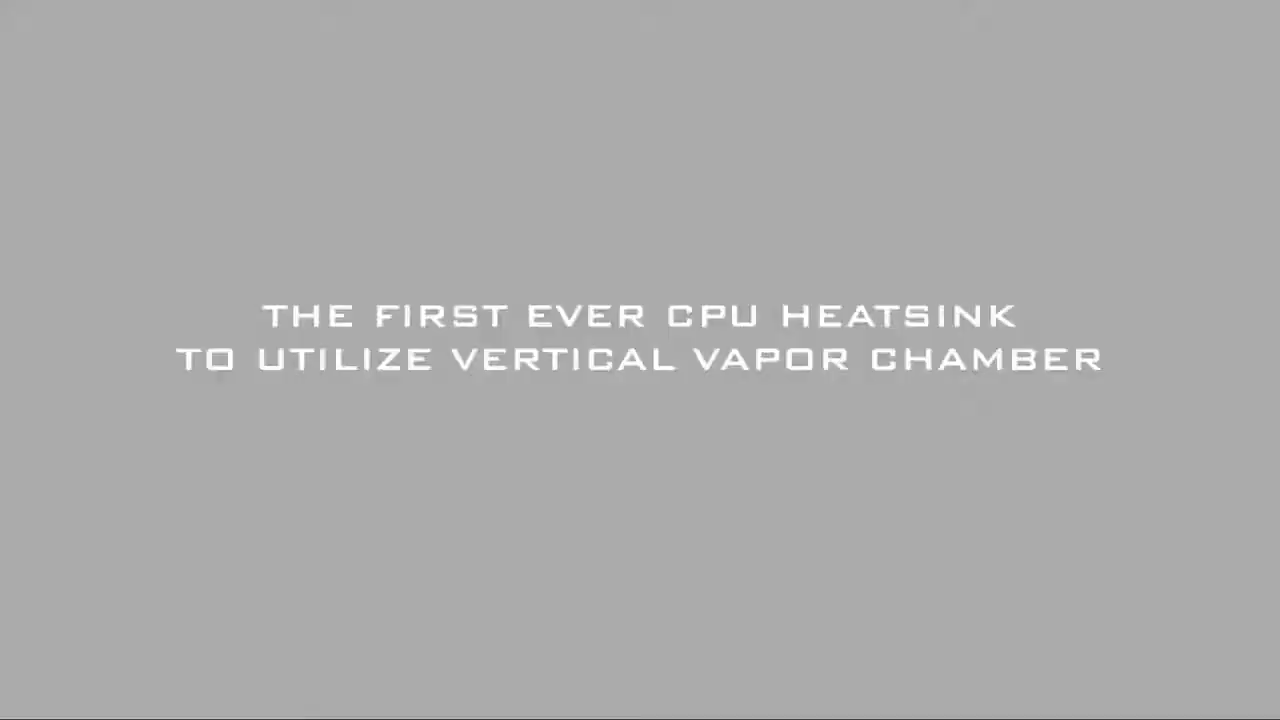 THE FIRST EVER CPU HEATSINK
TO UTILIZE VERTICAL VAPOR CHAMBER